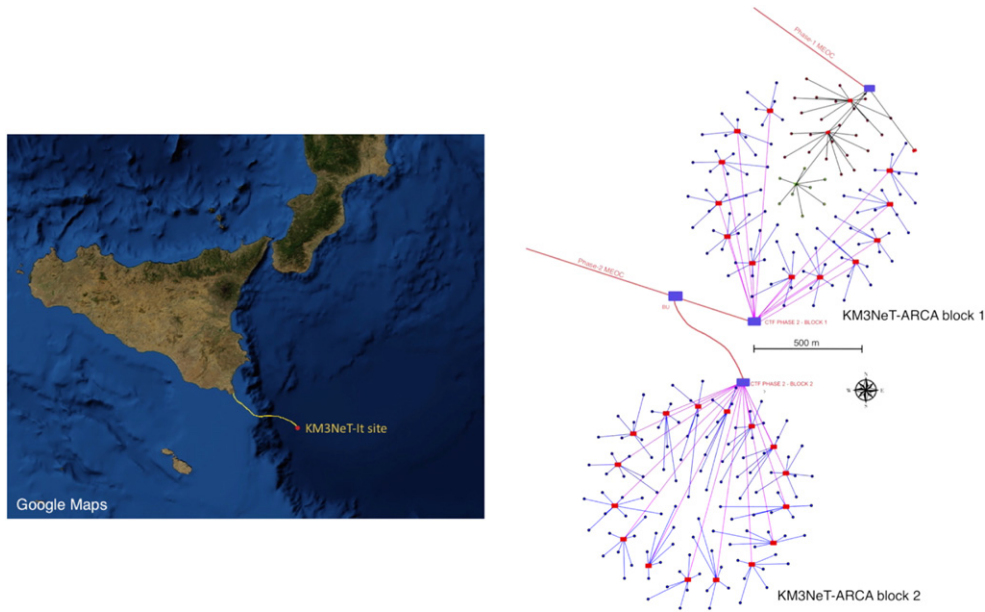 Phase-1 MEOC
Phase-2 MEOC
BU
CTF PHASE 2 - BLOCK 1
KM3NeT-ARCA block 1
500 m
CTF PHASE 2 - BLOCK 2
KM3NeT-It site
Google Maps
KM3NeT-ARCA block 2